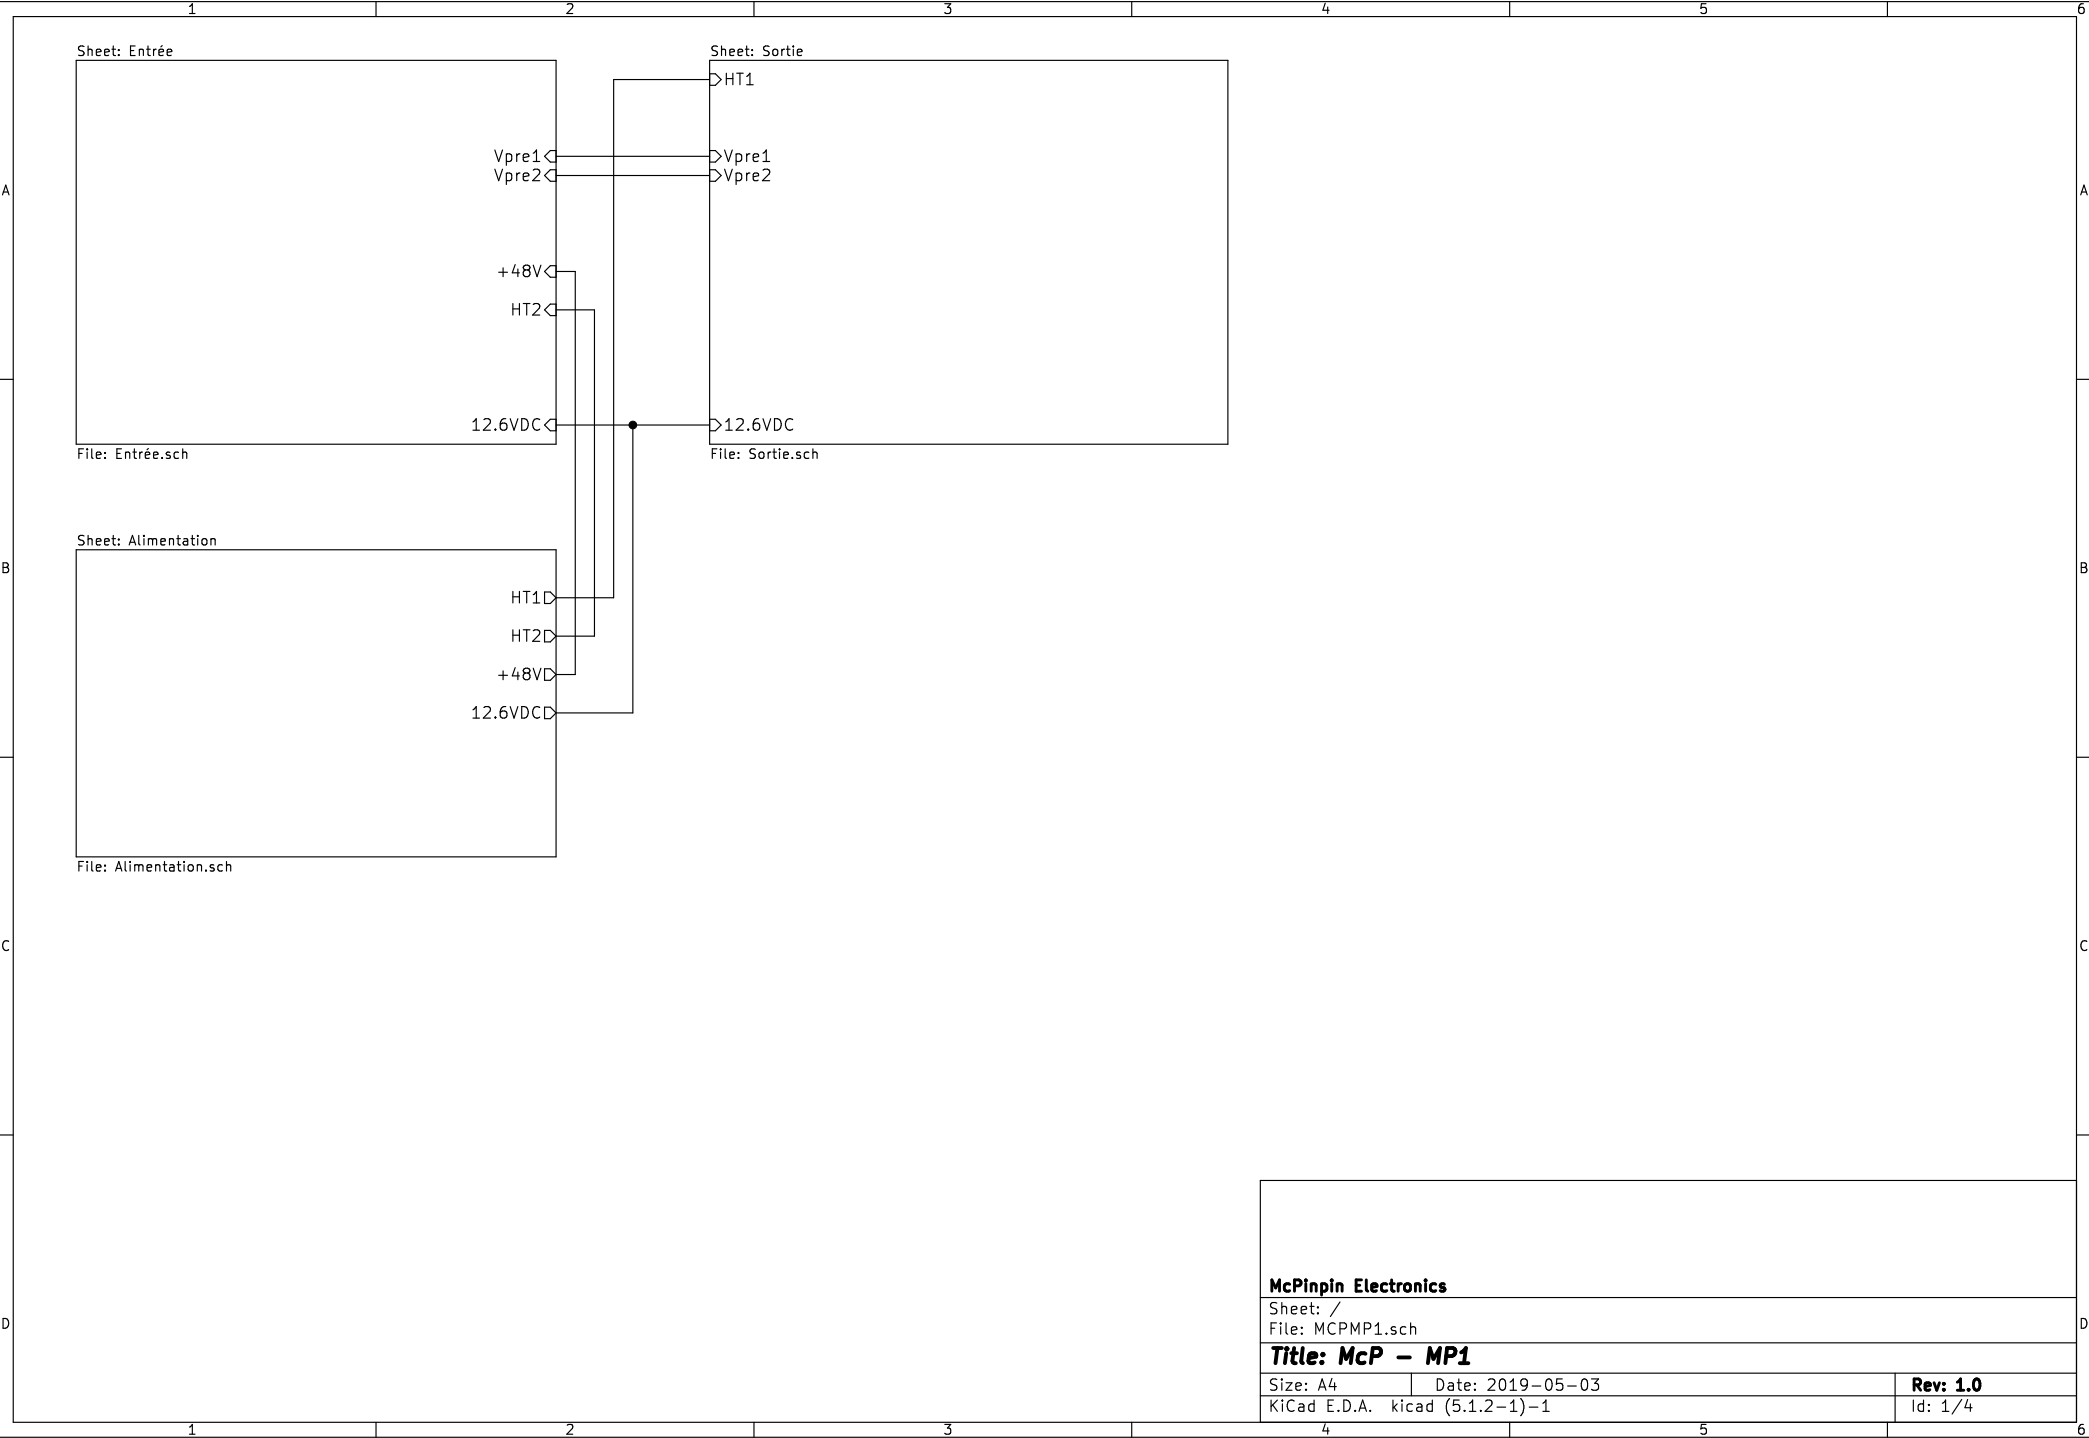 1 2 3 4 5 6
Sheet: Entrée
Sheet: Sortie
HT1
Vpre1 Vpre1
Vpre2 Vpre2
A A
+48V
HT2
12.6VDC 12.6VDC
File: Entrée.sch
File: Sortie.sch
Sheet: Alimentation
B B
HT1
HT2
+48V
12.6VDC
File: Alimentation.sch
C C
McPinpin Electronics
Sheet: /
File: MCPMP1.sch
D D
Title: McP – MP1
Size: A4 Date: 2019-05-03 Rev: 1.0
KiCad E.D.A. kicad (5.1.2-1)-1 Id: 1/4
1 2 3 4 5 6